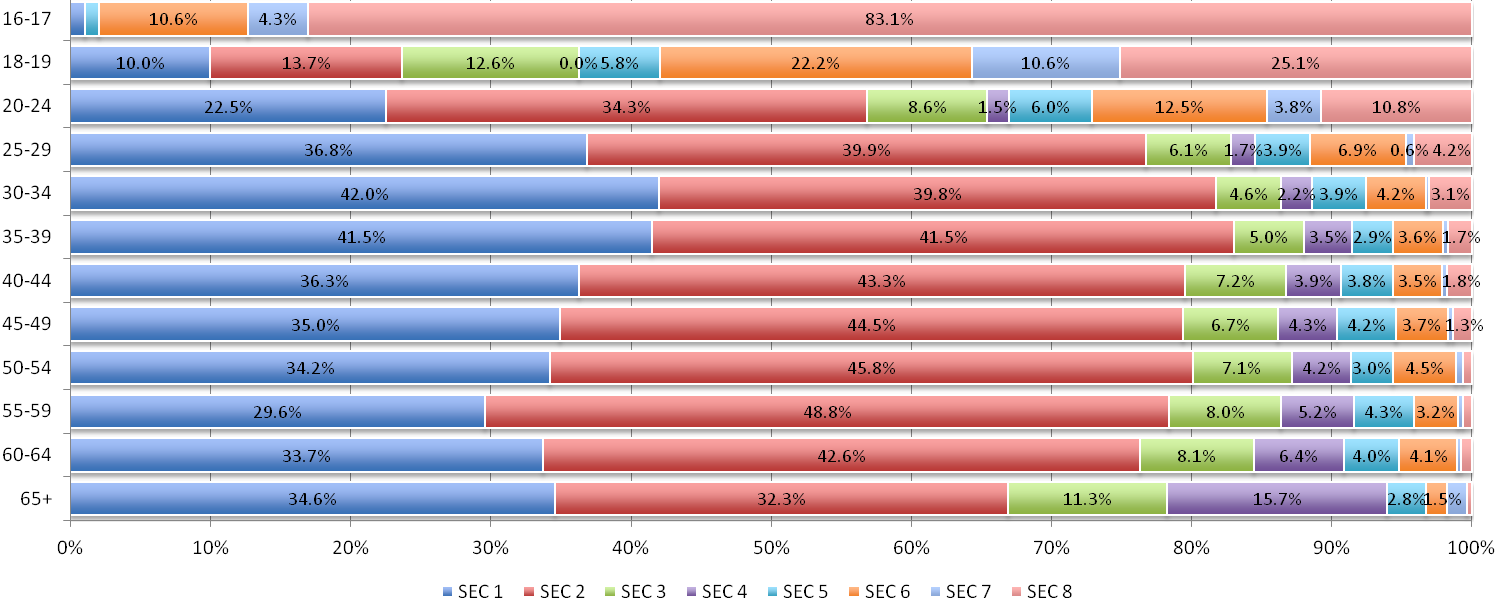 16-17 10.6% 4.3% 83.1%
18-19 10.0% 13.7% 12.6% 0.0% 5.8% 22.2% 10.6% 25.1%
20-24 22.5% 34.3% 8.6% 1.5% 6.0% 12.5% 3.8% 10.8%
25-29 36.8% 39.9% 6.1% 1.7% 3.9% 6.9% 0.6% 4.2%
30-34 42.0% 39.8% 4.6% 2.2% 3.9% 4.2% 3.1%
35-39 41.5% 41.5% 5.0% 3.5% 2.9% 3.6% 1.7%
40-44 36.3% 43.3% 7.2% 3.9% 3.8% 3.5% 1.8%
45-49 35.0% 44.5% 6.7% 4.3% 4.2% 3.7% 1.3%
50-54 34.2% 45.8% 7.1% 4.2% 3.0% 4.5%
55-59 29.6% 48.8% 8.0% 5.2% 4.3% 3.2%
60-64 33.7% 42.6% 8.1% 6.4% 4.0% 4.1%
65+ 34.6% 32.3% 11.3% 15.7% 2.8% 1.5%
0% 10% 20% 30% 40% 50% 60% 70% 80% 90% 100%
SEC 1 SEC 2 SEC 3 SEC 4 SEC 5 SEC 6 SEC 7 SEC 8